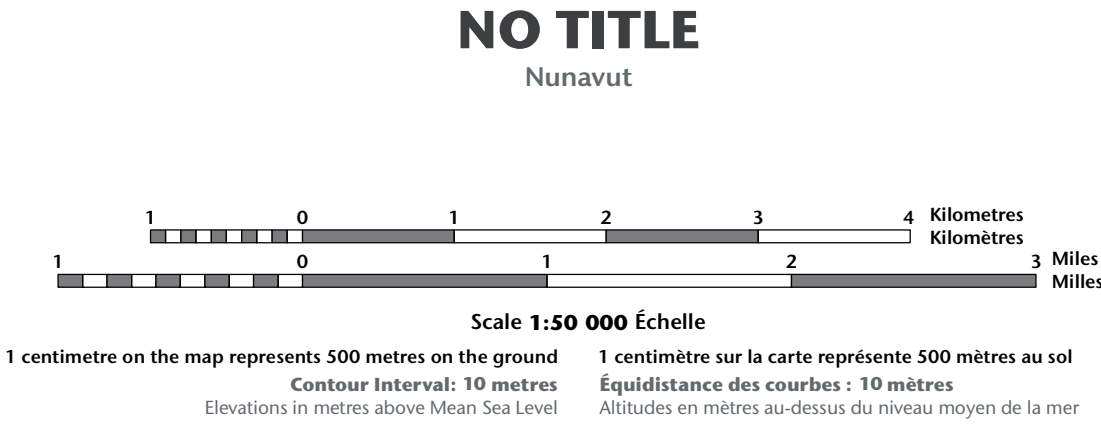 NO TITLE
Nunavut
1 0 1 2 3 4 Kilometres
Kilomètres
1 0 1 2 3 Miles
Milles
Scale 1:50 000 Échelle
1 centimetre on the map represents 500 metres on the ground
1 centimètre sur la carte représente 500 mètres au sol
Contour Interval: 10 metres
Équidistance des courbes : 10 mètres
Elevations in metres above Mean Sea Level
Altitudes en mètres au-dessus du niveau moyen de la mer